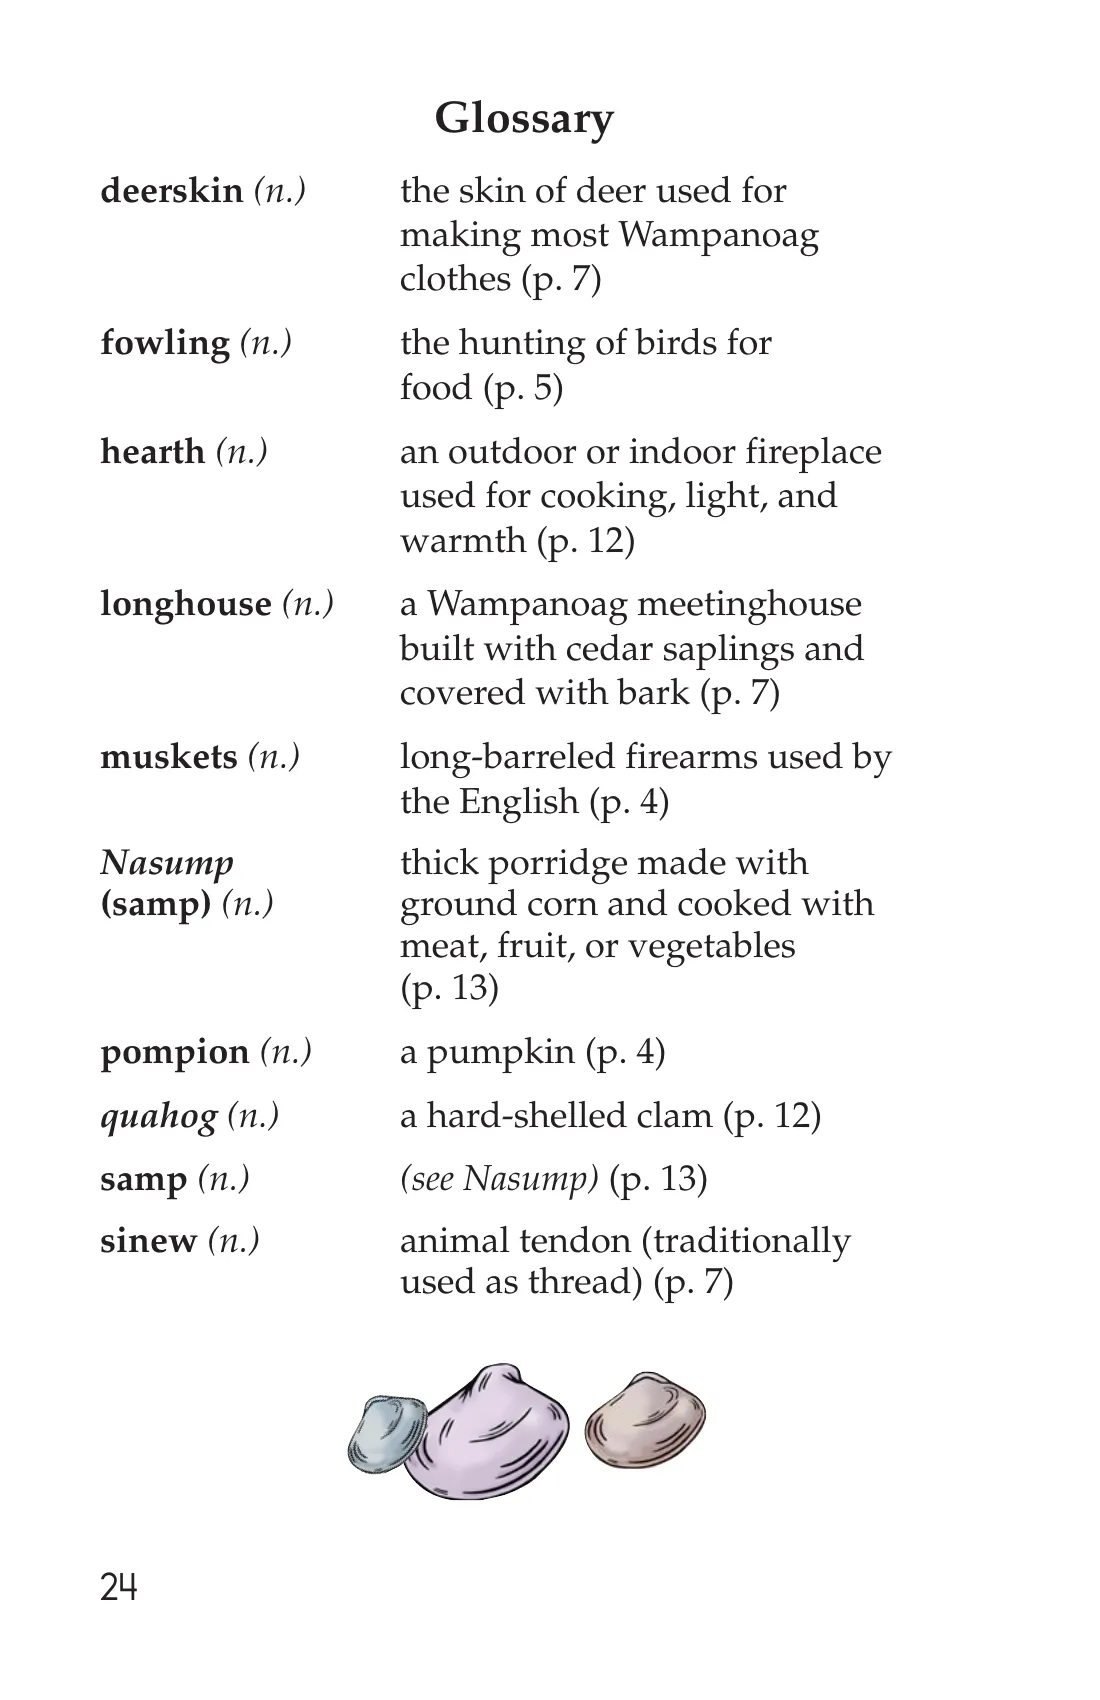 Glossary
deerskin (n.) the skin of deer used for
making most Wampanoag
clothes (p. 7)
fowling (n.) the hunting of birds for
food (p. 5)
hearth (n.) an outdoor or indoor fireplace
used for cooking, light, and
warmth (p. 12)
longhouse (n.) a Wampanoag meetinghouse
built with cedar saplings and
covered with bark (p. 7)
muskets (n.) long-barreled firearms used by
the English (p. 4)
Nasump thick porridge made with
(samp) (n.) ground corn and cooked with
meat, fruit, or vegetables
(p. 13)
pompion (n.) a pumpkin (p. 4)
quahog (n.) a hard-shelled clam (p. 12)
samp (n.) (see Nasump) (p. 13)
sinew (n.) animal tendon (traditionally
used as thread) (p. 7)
24